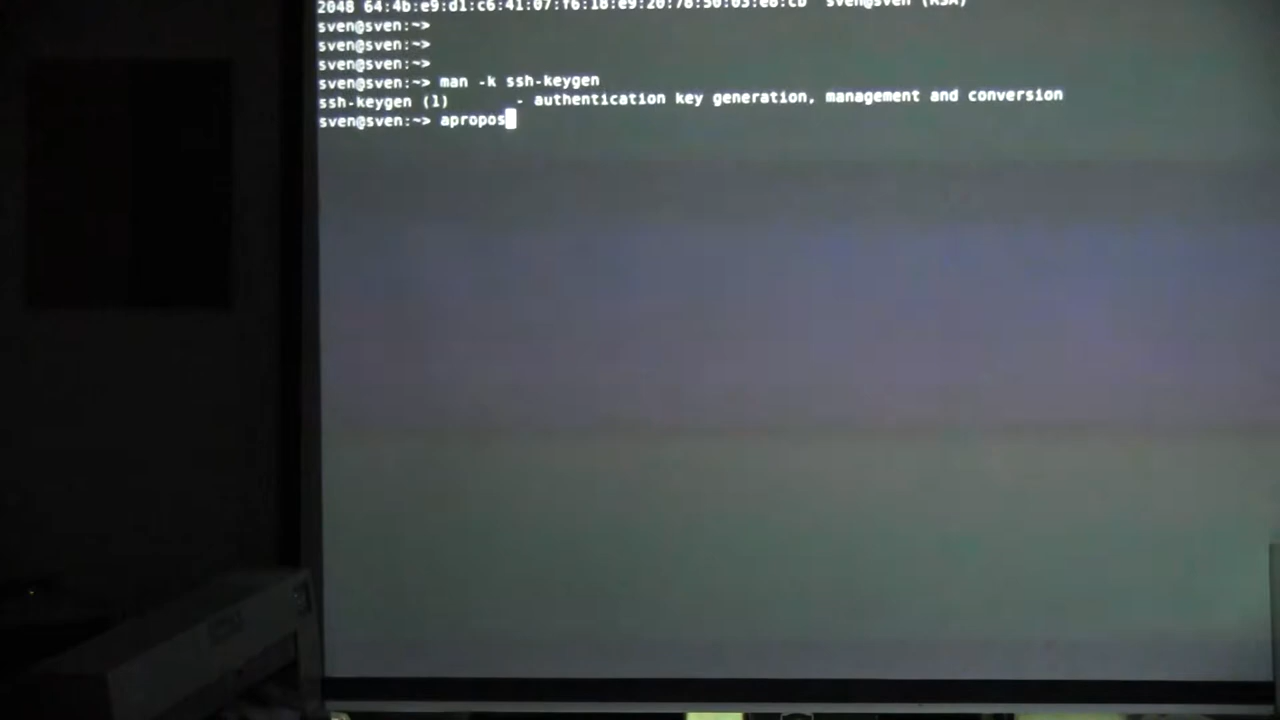 2048 64:4b:e9:d1:c6:41:07:f6:18:e9:20:78:50:03:e8:cb sven@sven (RSA)
sven@sven:~>
sven@sven:~>
sven@sven:~>
sven@sven:~> man -k ssh-keygen
ssh-keygen (1) - authentication key generation, management and conversion
sven@sven:~> apropos